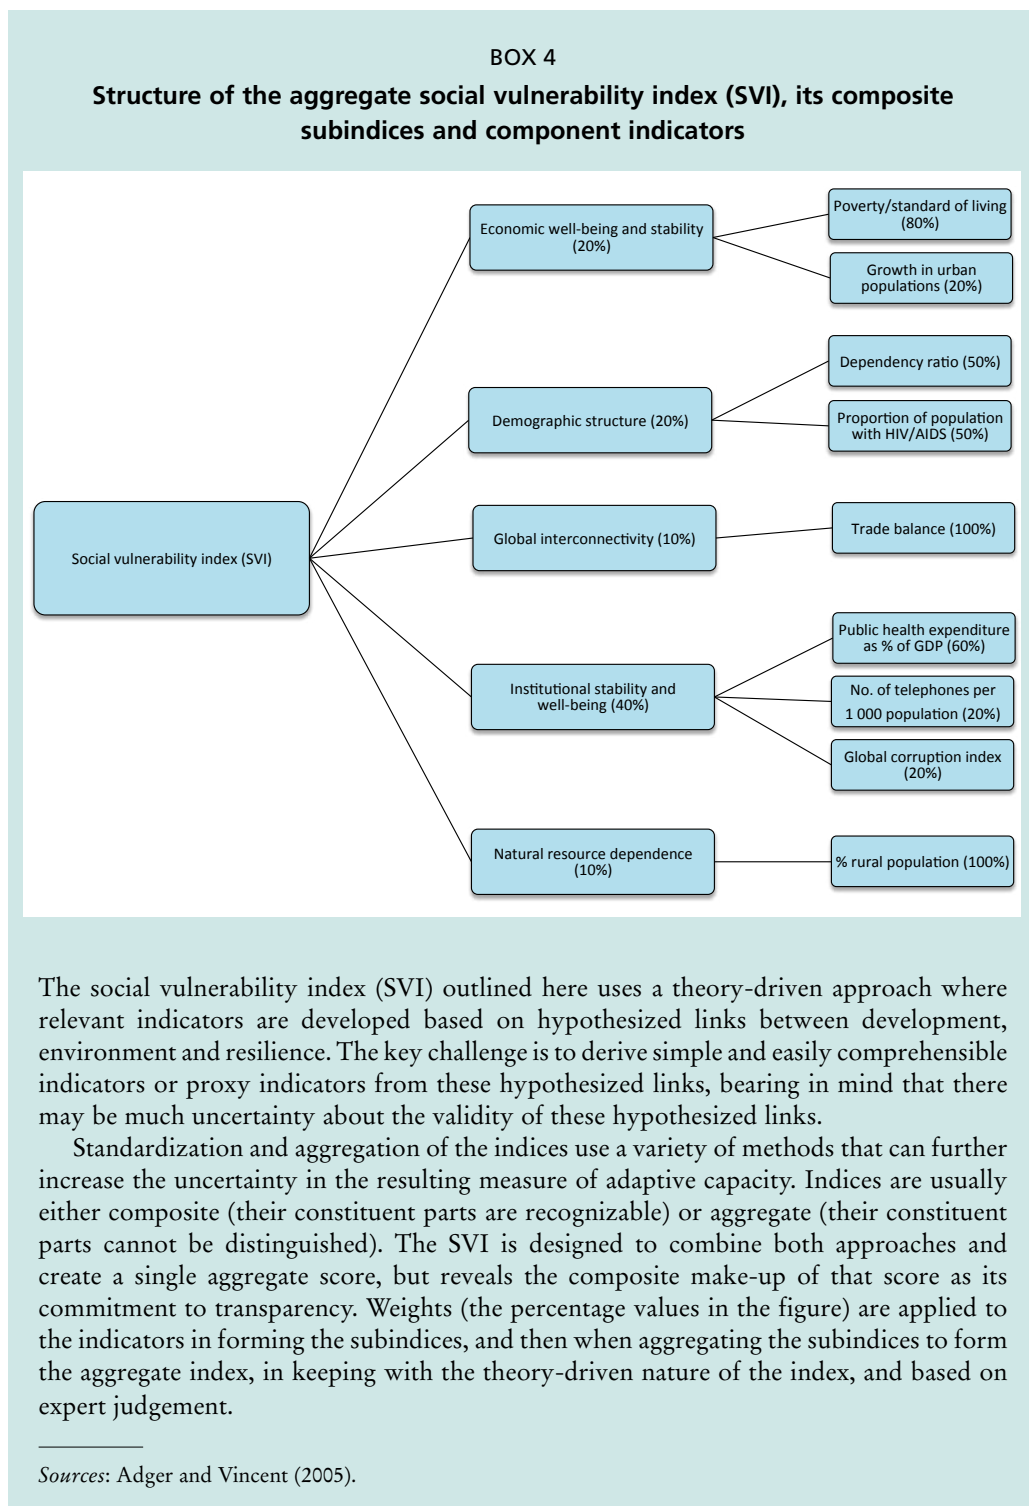 BOX 4
Structure of the aggregate social vulnerability index (SVI), its composite
subindices and component indicators
Social vulnerability index (SVI)
Economic well-being and stability
(20%)
Poverty/standard of living
(80%)
Growth in urban
populations (20%)
Demographic structure (20%)
Dependency ratio (50%)
Proportion of population
with HIV/AIDS (50%)
Global interconnectivity (10%)
Trade balance (100%)
Institutional stability and
well-being (40%)
Public health expenditure
as % of GDP (60%)
No. of telephones per
1 000 population (20%)
Global corruption index
(20%)
Natural resource dependence
(10%)
% rural population (100%)
The social vulnerability index (SVI) outlined here uses a theory-driven approach where
relevant indicators are developed based on hypothesized links between development,
environment and resilience. The key challenge is to derive simple and easily comprehensible
indicators or proxy indicators from these hypothesized links, bearing in mind that there
may be much uncertainty about the validity of these hypothesized links.
Standardization and aggregation of the indices use a variety of methods that can further
increase the uncertainty in the resulting measure of adaptive capacity. Indices are usually
either composite (their constituent parts are recognizable) or aggregate (their constituent
parts cannot be distinguished). The SVI is designed to combine both approaches and
create a single aggregate score, but reveals the composite make-up of that score as its
commitment to transparency. Weights (the percentage values in the figure) are applied to
the indicators in forming the subindices, and then when aggregating the subindices to form
the aggregate index, in keeping with the theory-driven nature of the index, and based on
expert judgement.
Sources: Adger and Vincent (2005).